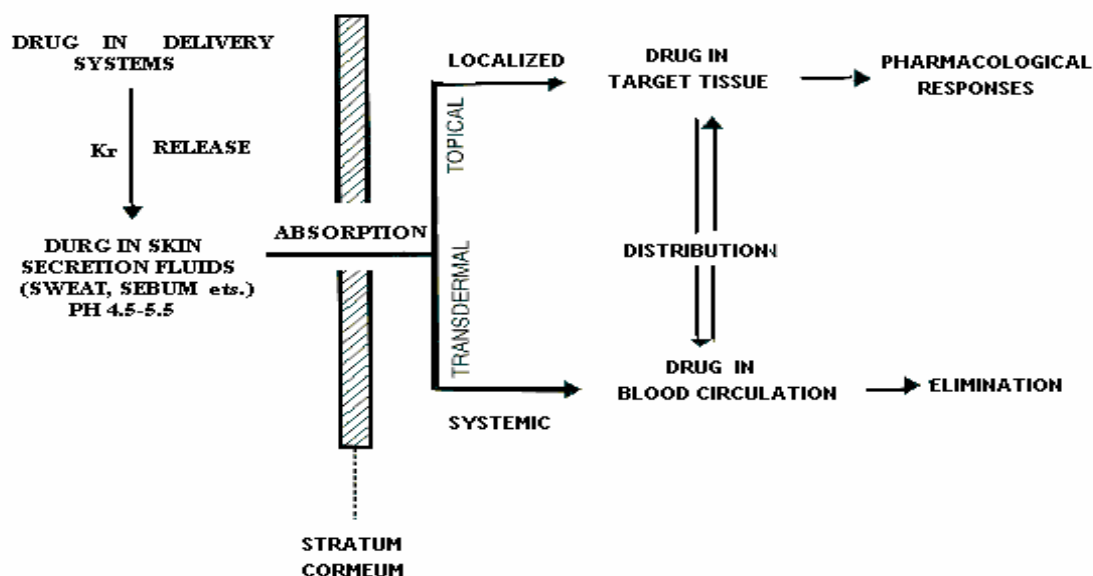 DRUG IN DELIVERY
SYSTEMS
Kr
RELEASE
DURG IN SKIN
SECRETION FLUIDS
(SWEAT, SEBUM ets.)
PH 4.5-5.5
ABSORPTION
STRATUM
CORMEUM
TOPICAL
TRANSDERMAL
LOCALIZED
SYSTEMIC
DRUG IN
TARGET TISSUE
PHARMACOLOGICAL
RESPONSES
DISTRIBUTION
DRUG IN
BLOOD CIRCULATION
ELIMINATION